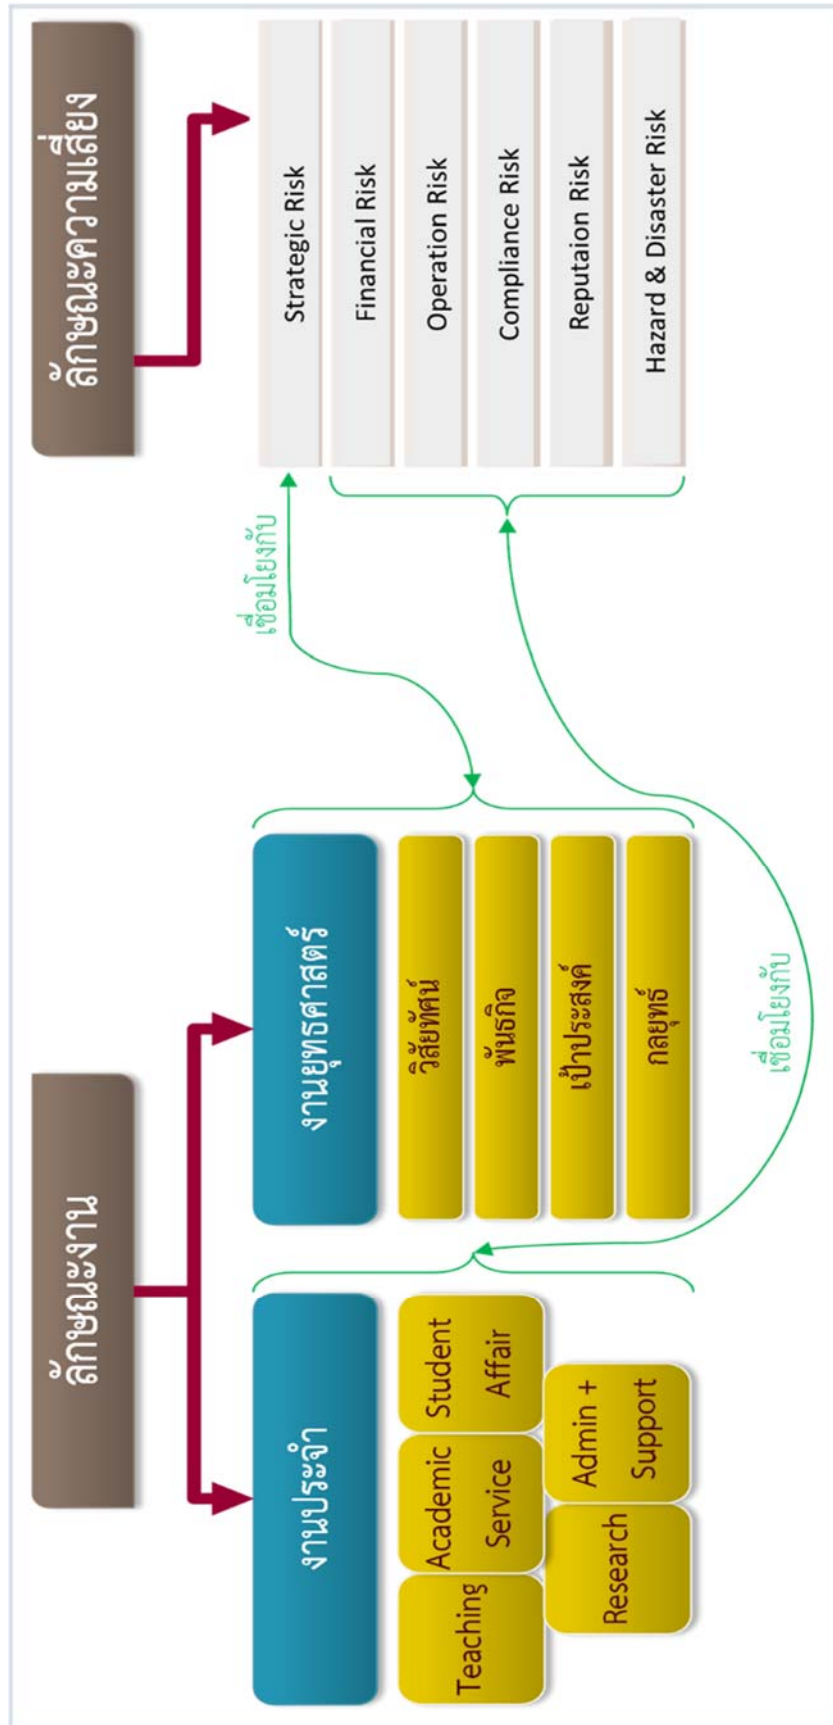 ลักษณะงาน
ลักษณะความเสี่ยง
งานประจำ
งานยุทธศาสตร์
Teaching
Academic
Service
Student
Affair
Research
Admin +
Support
วิสัยทัศน์
พันธกิจ
เป้าประสงค์
กลยุทธ์
เชื่อมโยงกับ
เชื่อมโยงกับ
Strategic Risk
Financial Risk
Operation Risk
Compliance Risk
Reputaion Risk
Hazard & Disaster Risk